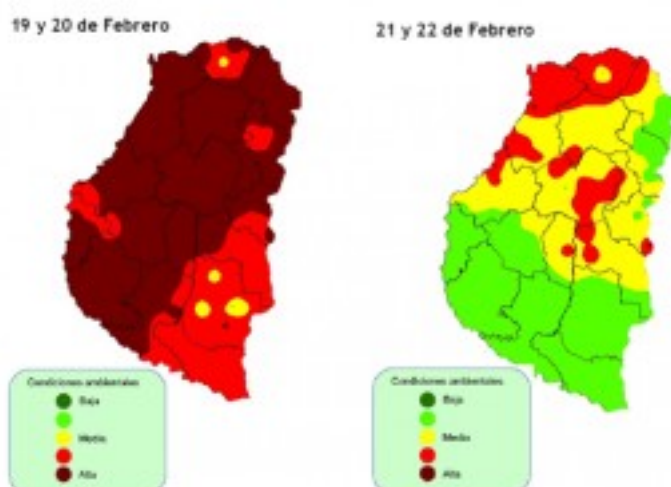 19 y 20 de Febrero
21 y 22 de Febrero
Condiciones ambientales
Baja
Media
Alta
Condiciones ambientales
Baja
Media
Alta